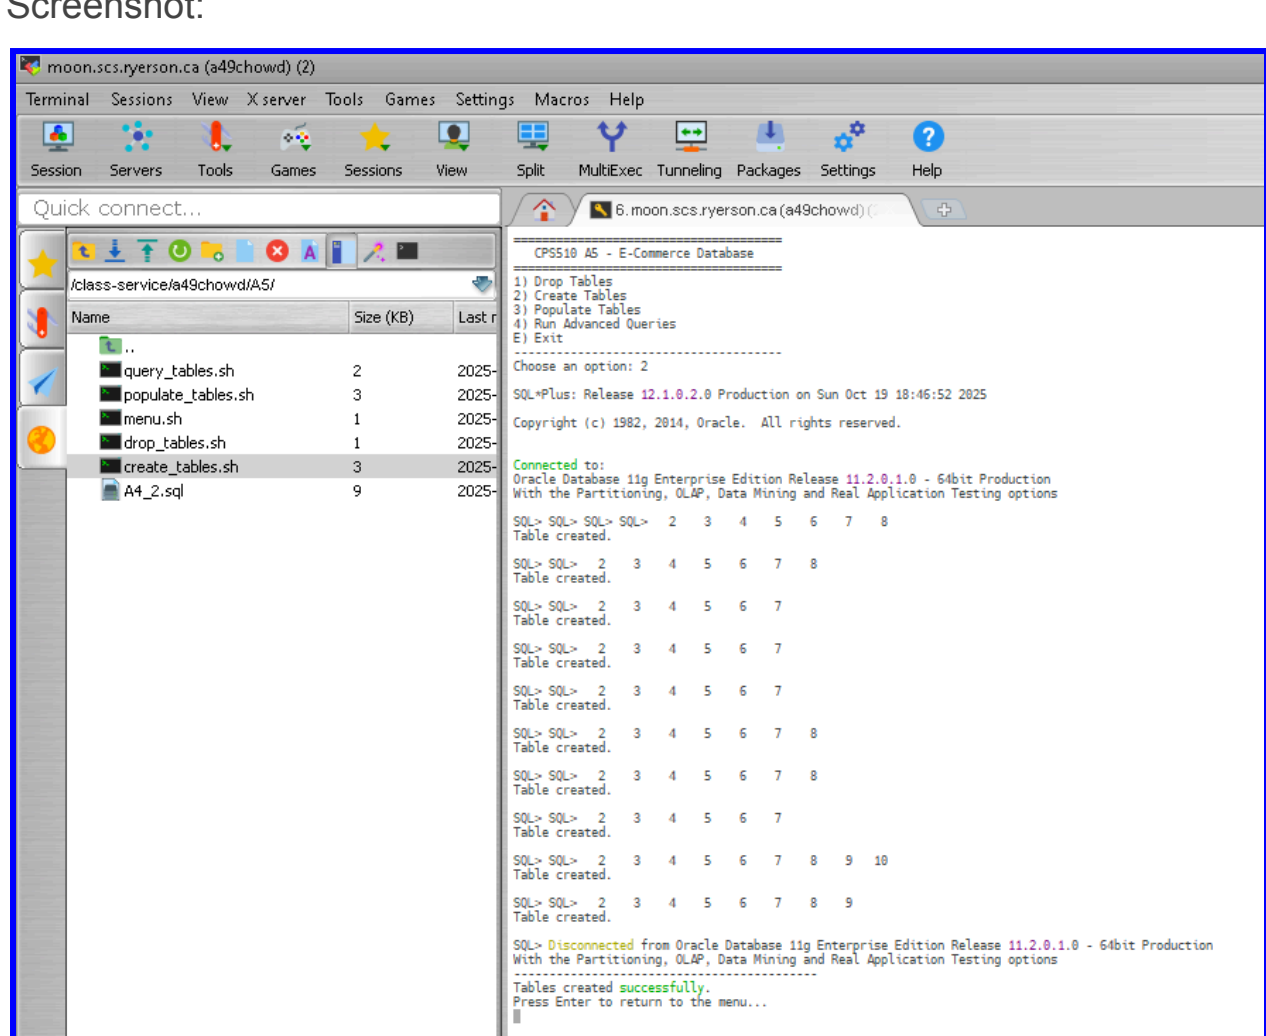 Screenshot:
moon.scs.ryerson.ca (a49chowd) (2)
Terminal Sessions View X server Tools Games Settings Macros Help
Session Servers Tools Games Sessions View Split MultiExec Tunneling Packages Settings Help
Quick connect...
6. moon.scs.ryerson.ca (a49chowd) (
/class-service/a49chowd/A5/
Name Size (KB) Last r
..
query_tables.sh 2 2025-
populate_tables.sh 3 2025-
menu.sh 1 2025-
drop_tables.sh 1 2025-
create_tables.sh 3 2025-
A4_2.sql 9 2025-
======================================
CPS510 A5 - E-Commerce Database
======================================
1) Drop Tables
2) Create Tables
3) Populate Tables
4) Run Advanced Queries
E) Exit
--------------------------------------
Choose an option: 2
SQL*Plus: Release 12.1.0.2.0 Production on Sun Oct 19 18:46:52 2025
Copyright (c) 1982, 2014, Oracle.  All rights reserved.
Connected to:
Oracle Database 11g Enterprise Edition Release 11.2.0.1.0 - 64bit Production
With the Partitioning, OLAP, Data Mining and Real Application Testing options
SQL> SQL> SQL> SQL>   2    3    4    5    6    7    8
Table created.
SQL> SQL>   2    3    4    5    6    7    8
Table created.
SQL> SQL>   2    3    4    5    6    7
Table created.
SQL> SQL>   2    3    4    5    6    7
Table created.
SQL> SQL>   2    3    4    5    6    7
Table created.
SQL> SQL>   2    3    4    5    6    7    8
Table created.
SQL> SQL>   2    3    4    5    6    7    8
Table created.
SQL> SQL>   2    3    4    5    6    7
Table created.
SQL> SQL>   2    3    4    5    6    7    8    9   10
Table created.
SQL> SQL>   2    3    4    5    6    7    8    9
Table created.
SQL> Disconnected from Oracle Database 11g Enterprise Edition Release 11.2.0.1.0 - 64bit Production
With the Partitioning, OLAP, Data Mining and Real Application Testing options
-------------------------------------------
Tables created successfully.
Press Enter to return to the menu...